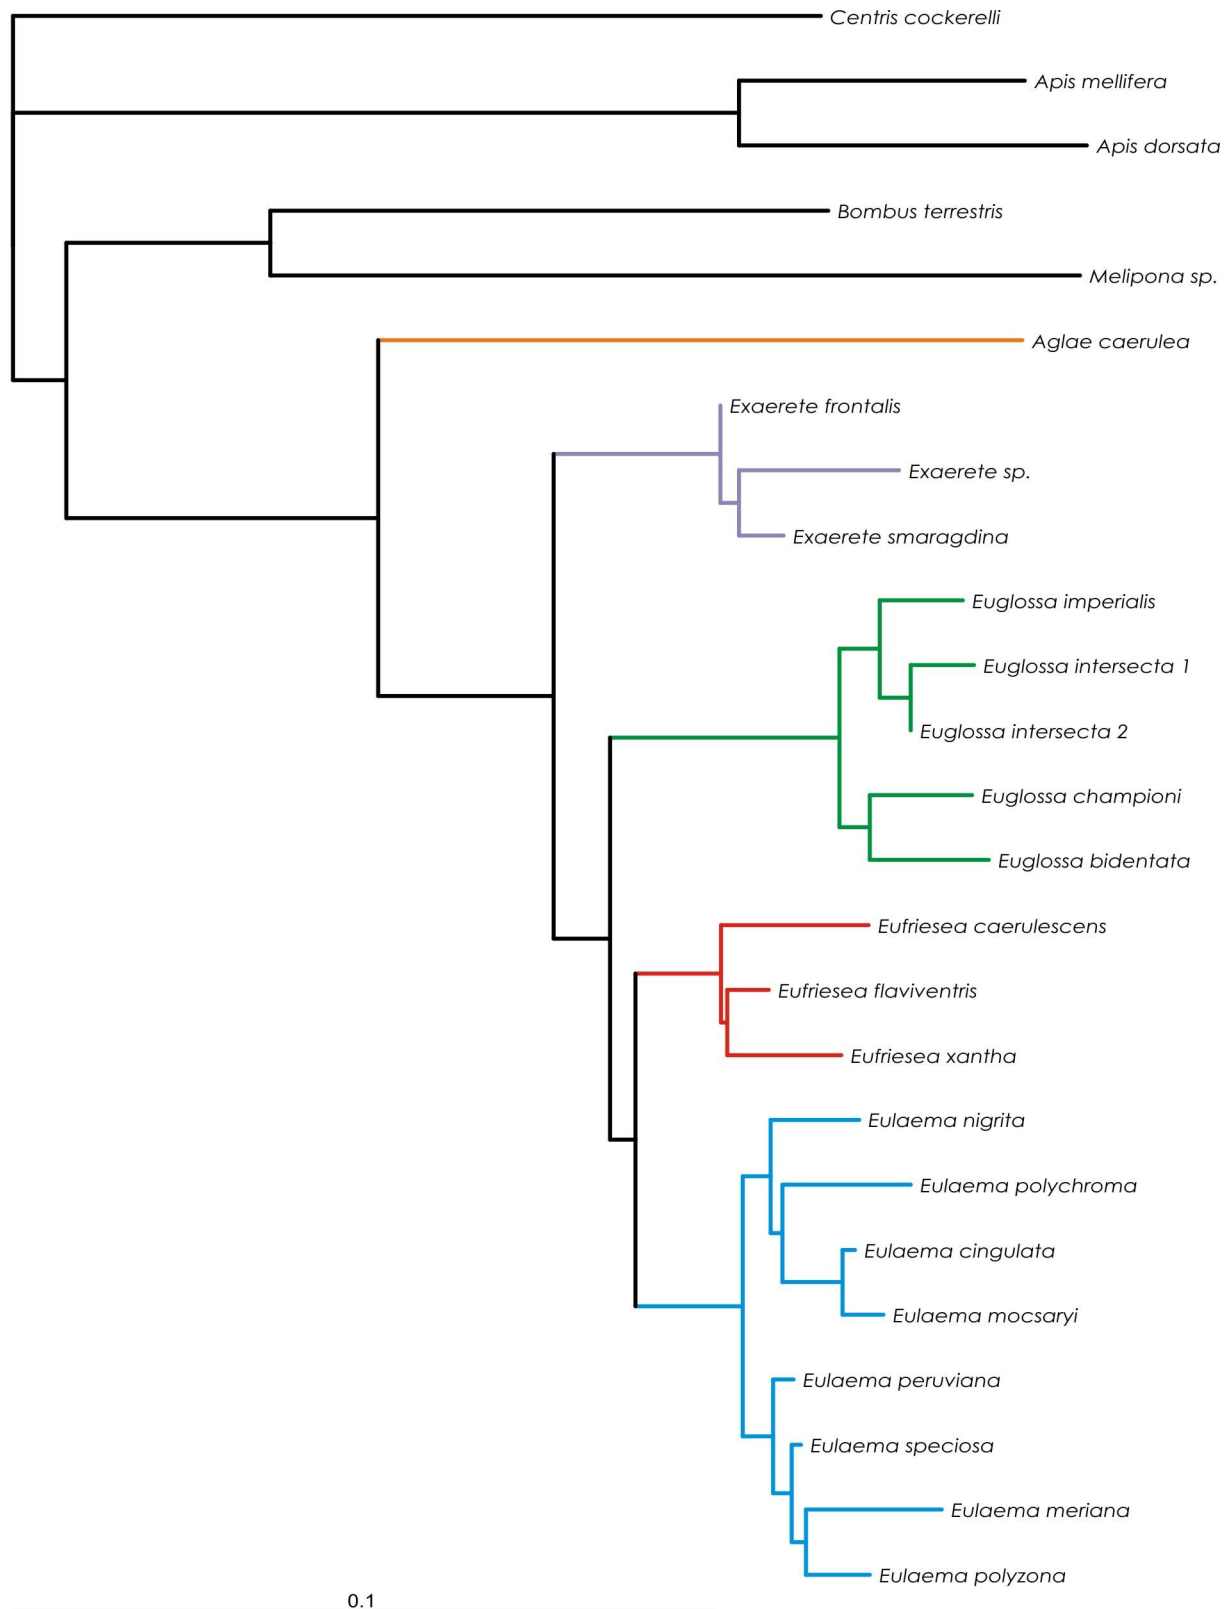 Centris cockerelli
Apis mellifera
Apis dorsata
Bombus terrestris
Melipona sp.
Aglae caerulea
Exaerete frontalis
Exaerete sp.
Exaerete smaragdina
Euglossa imperialis
Euglossa intersecta 1
Euglossa intersecta 2
Euglossa championi
Euglossa bidentata
Eufriesea caerulescens
Eufriesea flaviventris
Eufriesea xantha
Eulaema nigrita
Eulaema polychroma
Eulaema cingulata
Eulaema mocsaryi
Eulaema peruviana
Eulaema speciosa
Eulaema meriana
Eulaema polyzona
0.1